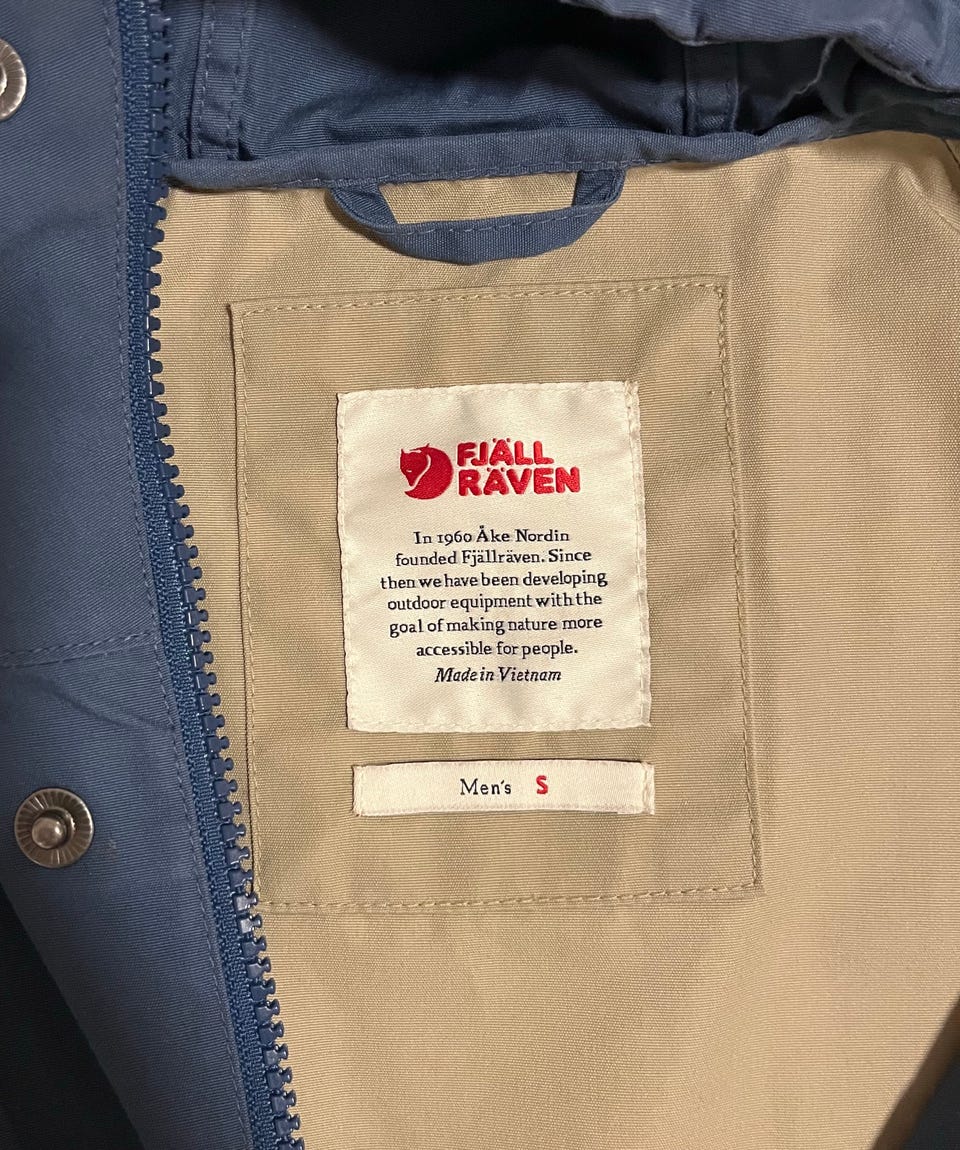 FJÄLL
RÄVEN
In 1960 Åke Nordin
founded Fjällräven. Since
then we have been developing
outdoor equipment with the
goal of making nature more
accessible for people.
Made in Vietnam
Men's S